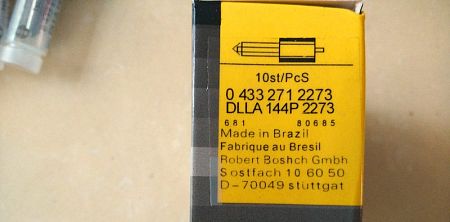 10st/PcS
0 433 271 2273
DLLA 144P 2273
681 80685
Made in Brazil
Fabrique au Bresil
Robert Boshch Gmbh
Sostfach 10 60 50
D-70049 stuttgat